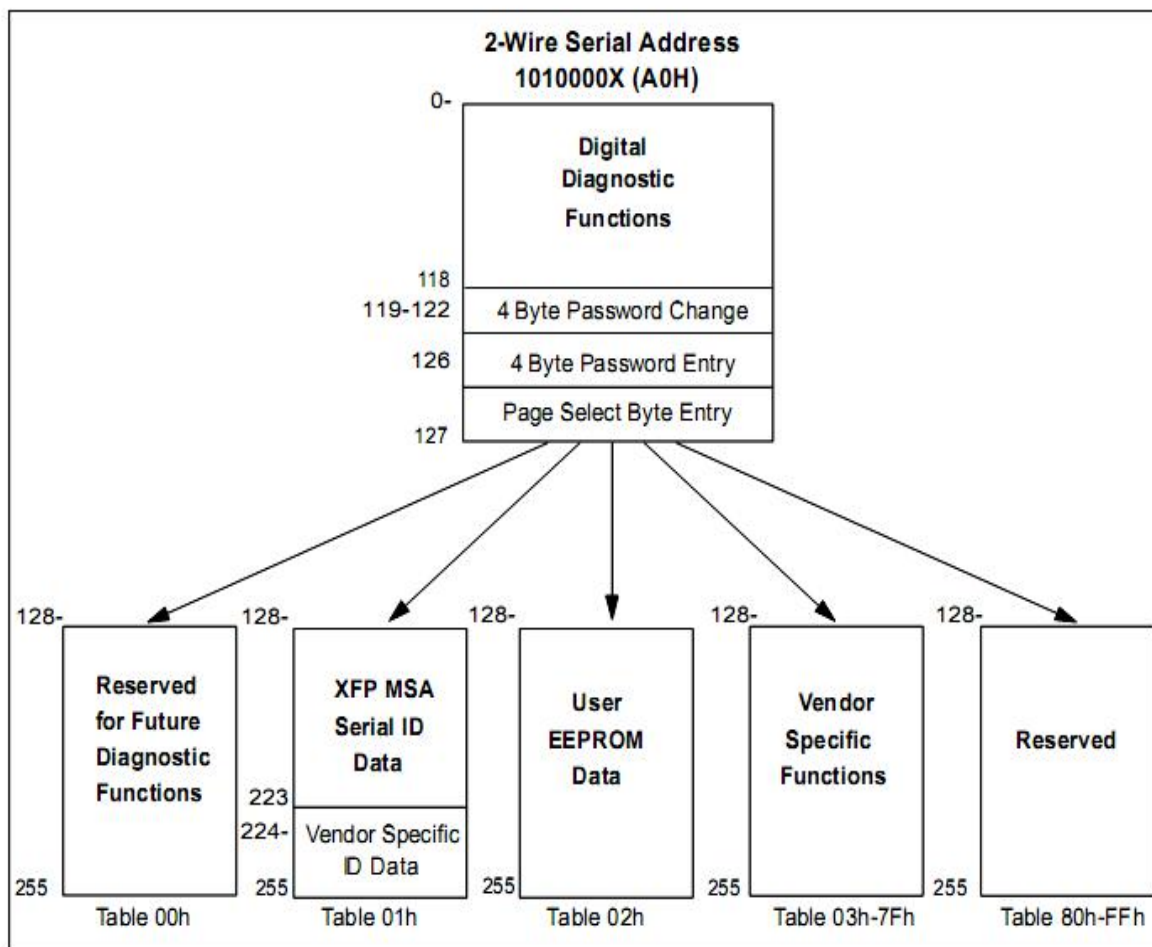 2-Wire Serial Address
1010000X (A0H)
0-
Digital
Diagnostic
Functions
118
119-122
4 Byte Password Change
126
4 Byte Password Entry
Page Select Byte Entry
127
128-
Reserved
for Future
Diagnostic
Functions
255
Table 00h
128-
XFP MSA
Serial ID
Data
223
224-
Vendor Specific
ID Data
255
Table 01h
128-
User
EEPROM
Data
255
Table 02h
128-
Vendor
Specific
Functions
255
Table 03h-7Fh
128-
Reserved
255
Table 80h-FFh